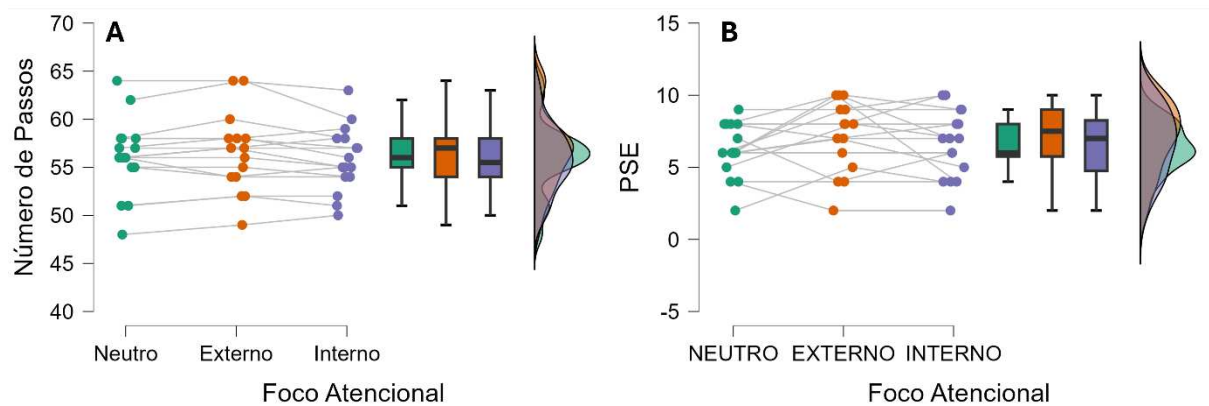 A
Número de Passos
70
65
60
55
50
45
40
Neutro Externo Interno
Foco Atencional
B
PSE
15
10
5
0
-5
NEUTRO EXTERNO INTERNO
Foco Atencional